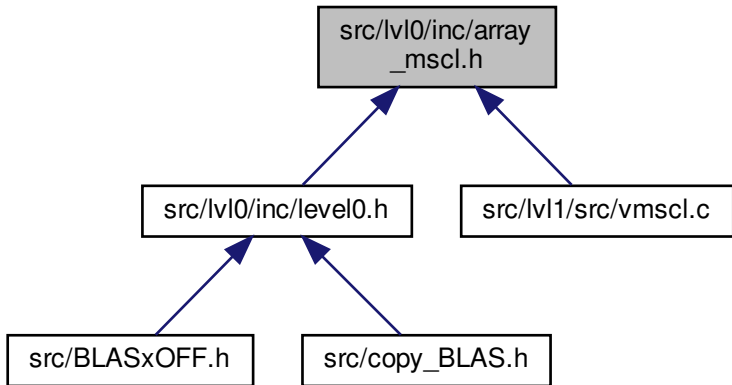 src/lvl0/inc/array
_mscl.h
src/lvl0/inc/level0.h
src/lvl1/src/vmscl.c
src/BLASxOFF.h
src/copy_BLAS.h